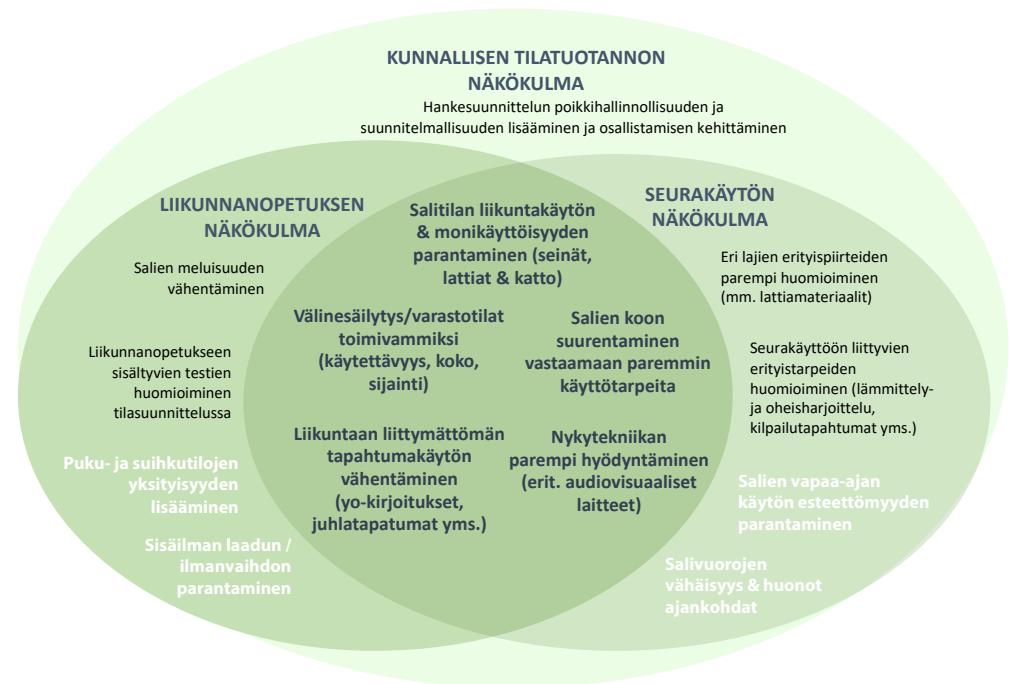 KUNNALLISEN TILATUOTANNON
NÄKÖKULMA
Hankesuunnittelun poikkihallinnollisuuden ja
suunnitelmallisuuden lisääminen ja osallistamisen kehittäminen
LIIKUNNANOPETUKSEN
NÄKÖKULMA
Salien meluisuuden
vähentäminen
Liikunnanopetukseen
sisältyvien testien
huomioiminen
tilasuunnittelussa
Puku- ja suihkutilojen
yksityisyyden
lisääminen
Sisäilman laadun /
ilmanvaihdon
parantaminen
Salitilan liikuntakäytön
& monikäyttöisyyden
parantaminen (seinät,
lattiat & katto)
Välinesäilytys/varastotilat
toimivammiksi
(käytettävyys, koko,
sijainti)
Salien koon
suurentaminen
vastaamaan paremmin
käyttötarpeita
Liikuntaan liittymättömän
tapahtumakäytön
vähentäminen
(yo-kirjoitukset,
juhlatapatumat yms.)
Nykytekniikan
parempi hyödyntäminen
(erit. audiovisuaaliset
laitteet)
SEURAKÄYTÖN
NÄKÖKULMA
Eri lajien erityispiirteiden
parempi huomioiminen
(mm. lattiamateriaalit)
Seurakäyttöön liittyvien
erityistarpeiden
huomioiminen (lämmittely-
ja oheisharjoittelu,
kilpailutapahtumat yms.)
Salien vapaa-ajan
käytön esteettömyyden
parantaminen
Salivuorojen
vähäisyys & huonot
ajankohdat